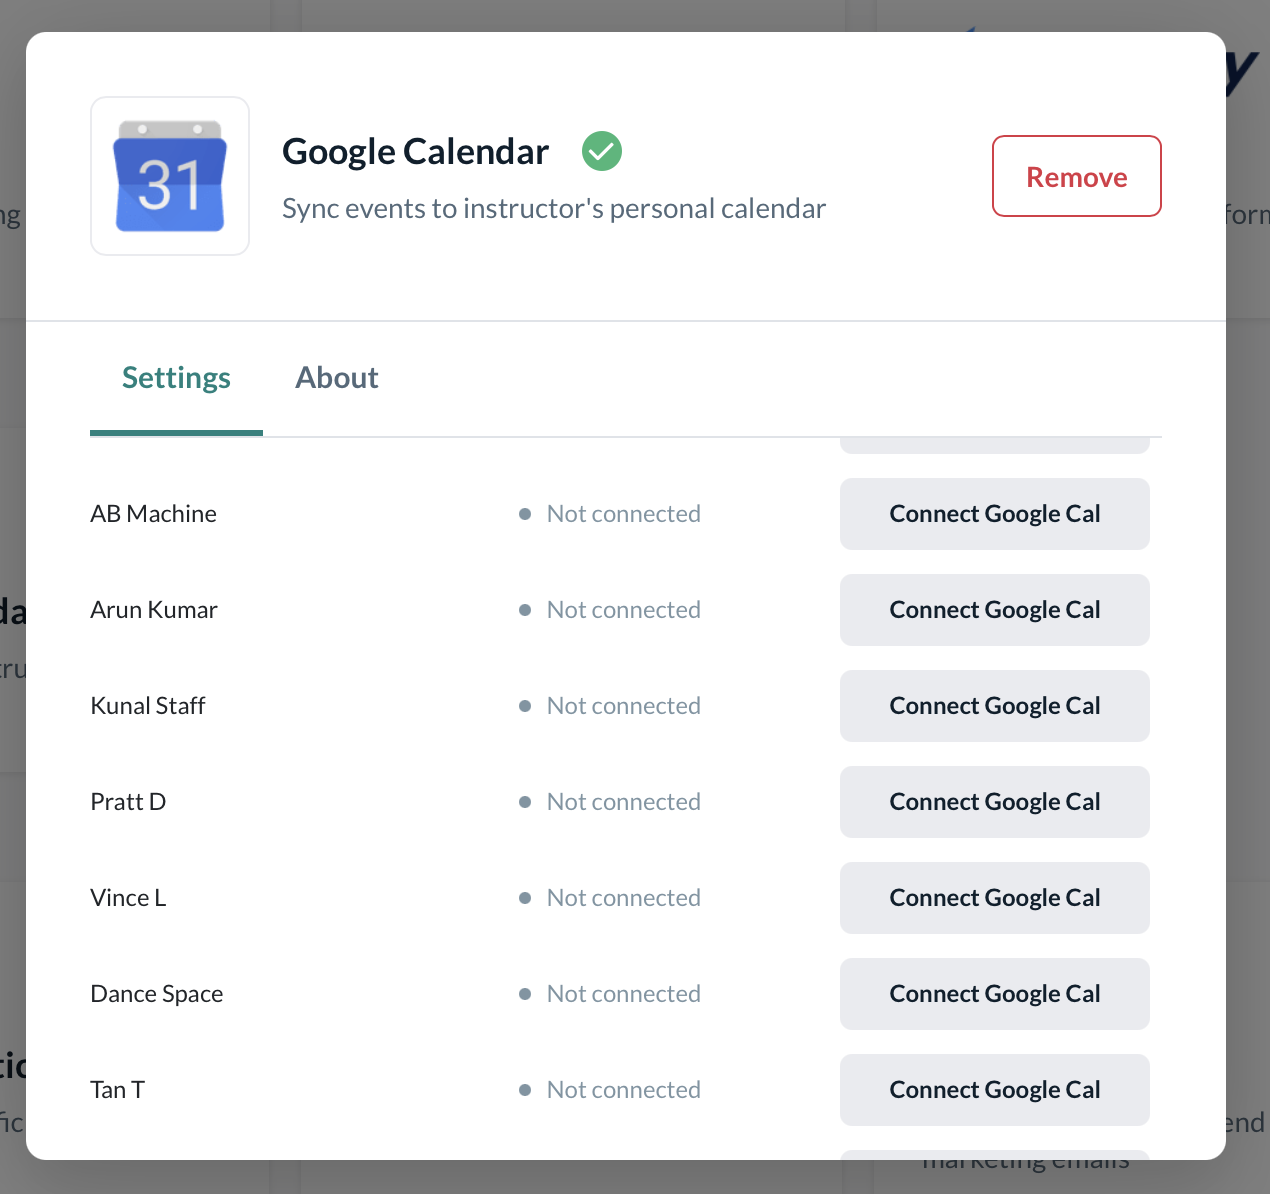 31
Google Calendar
Sync events to instructor's personal calendar
Remove
Settings
About
AB Machine
Not connected
Connect Google Cal
Arun Kumar
Not connected
Connect Google Cal
Kunal Staff
Not connected
Connect Google Cal
Pratt D
Not connected
Connect Google Cal
Vince L
Not connected
Connect Google Cal
Dance Space
Not connected
Connect Google Cal
Tan T
Not connected
Connect Google Cal
marketing emails